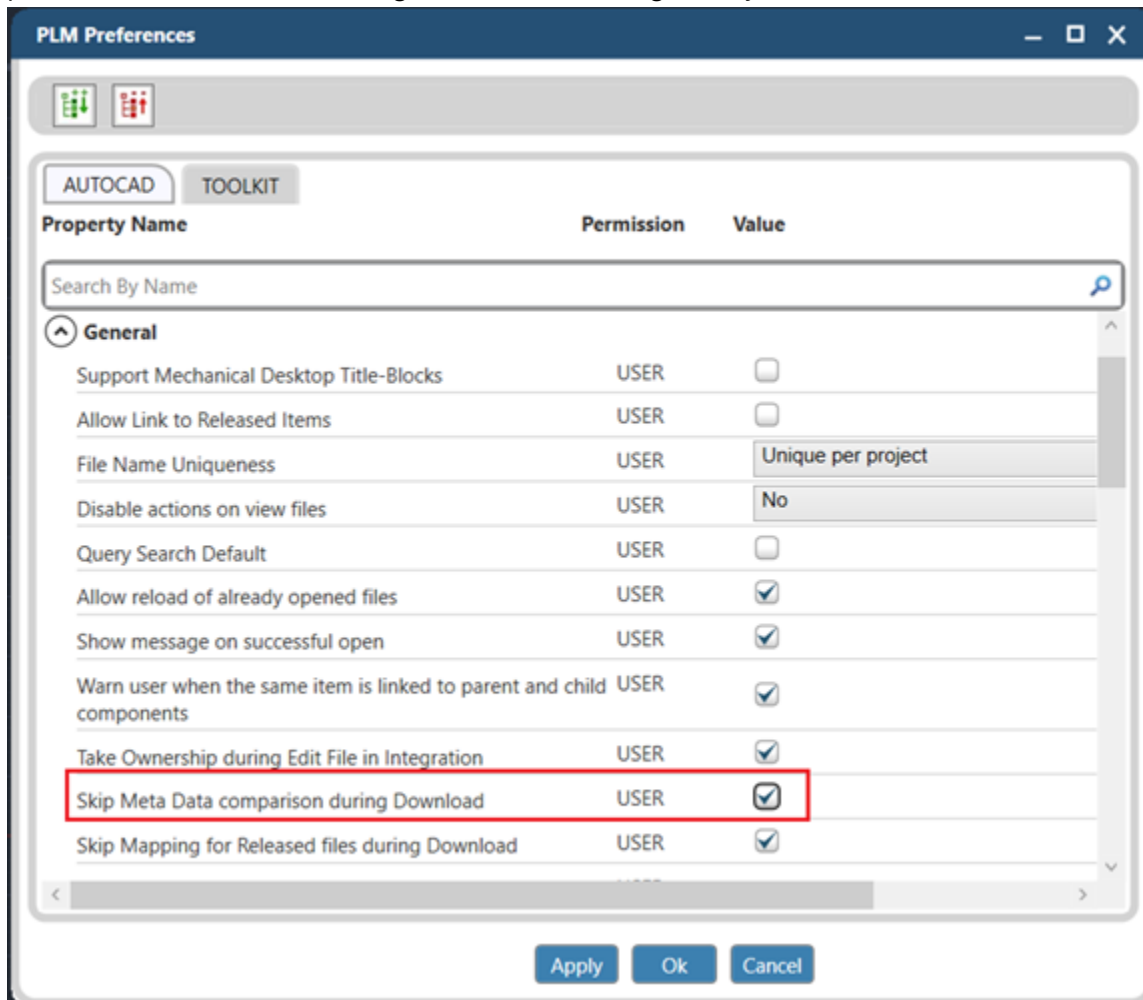 PLM Preferences
AUTOCAD TOOLKIT
Property Name Permission Value
Search By Name
General
Support Mechanical Desktop Title-Blocks USER
Allow Link to Released Items USER
File Name Uniqueness USER Unique per project
Disable actions on view files USER No
Query Search Default USER
Allow reload of already opened files USER
Show message on successful open USER
Warn user when the same item is linked to parent and child USER
components
Take Ownership during Edit File in Integration USER
Skip Meta Data comparison during Download USER
Skip Mapping for Released files during Download USER
Apply Ok Cancel